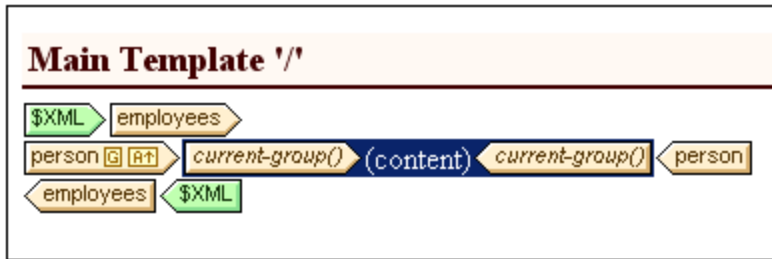 Main Template '/'
$XML employees
person G A↑ current-group() (content) current-group() person
employees $XML